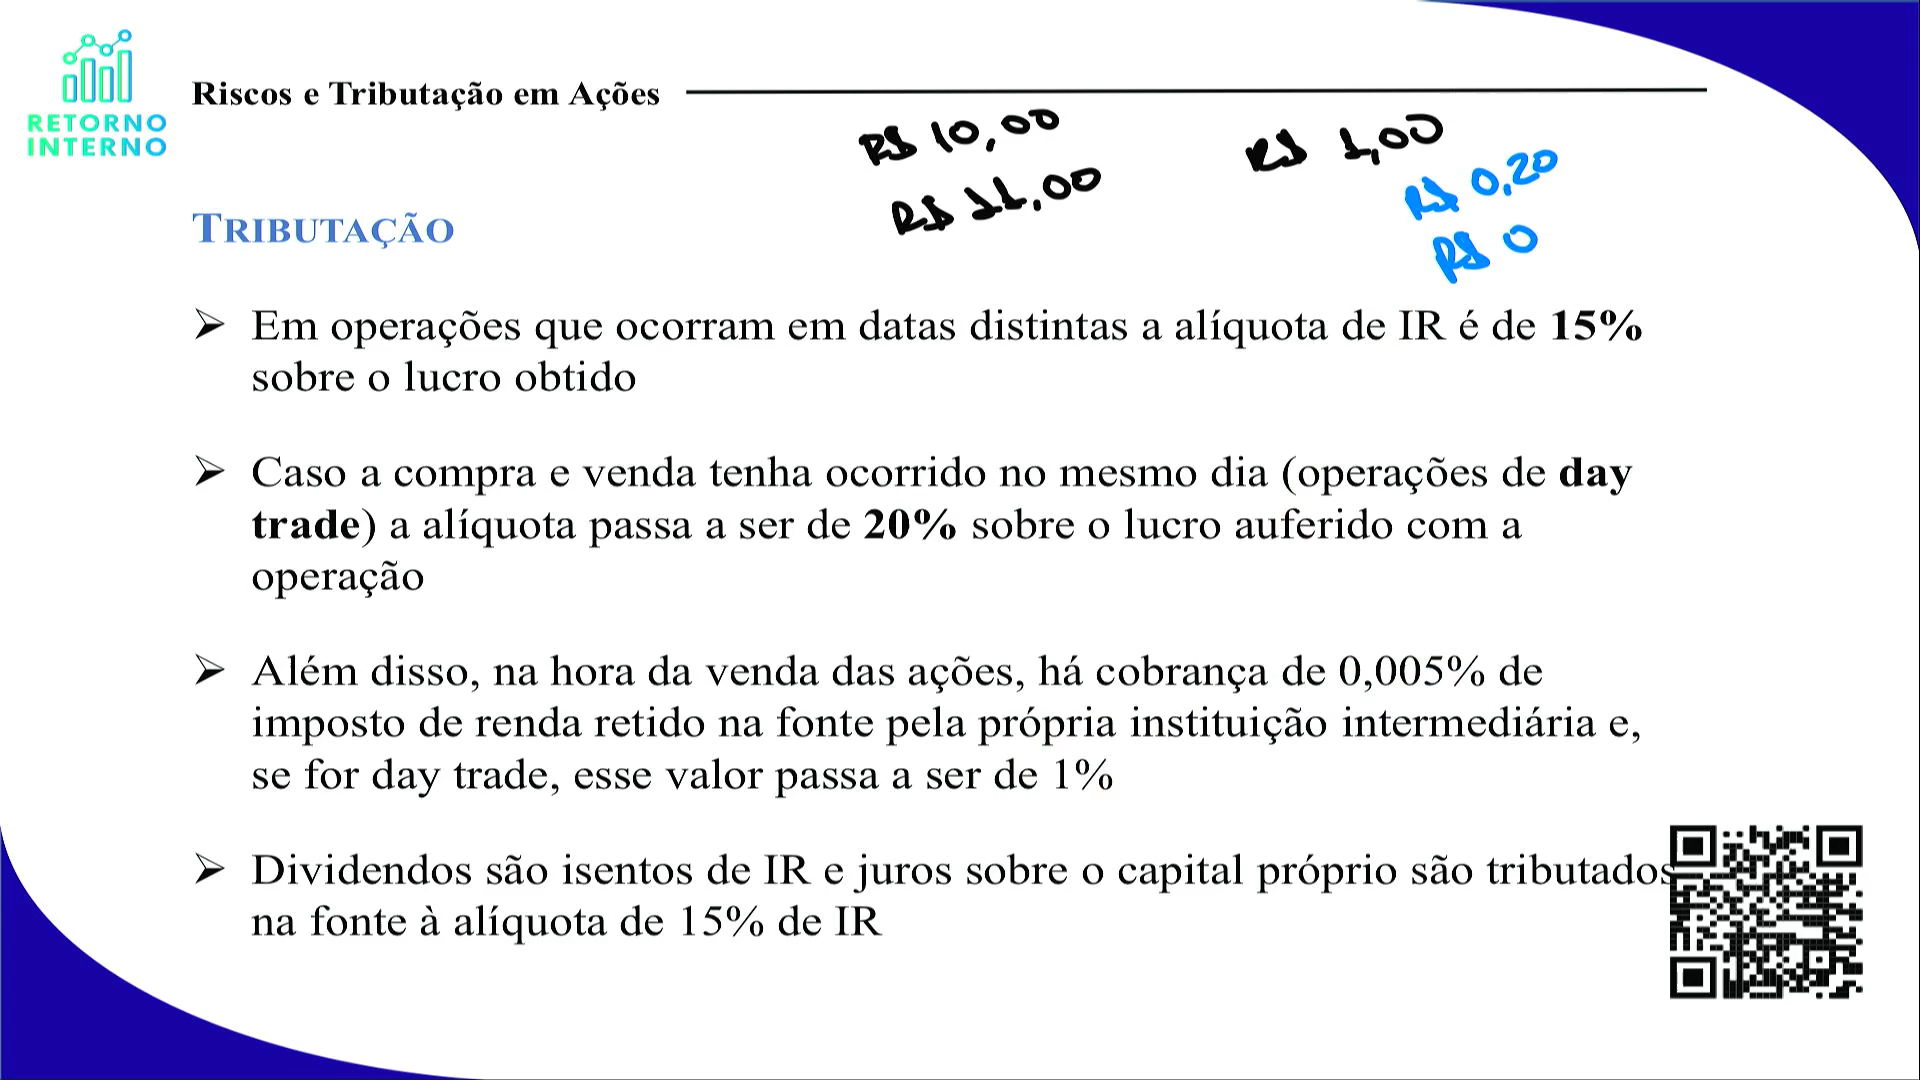 RETORNO
INTERNO
Riscos e Tributação em Ações
R$ 10,00
R$ 11,00
R$ 1,00
R$ 0,20
R$ 0
TRIBUTAÇÃO
➢ Em operações que ocorram em datas distintas a alíquota de IR é de 15%
sobre o lucro obtido
➢ Caso a compra e venda tenha ocorrido no mesmo dia (operações de day
trade) a alíquota passa a ser de 20% sobre o lucro auferido com a
operação
➢ Além disso, na hora da venda das ações, há cobrança de 0,005% de
imposto de renda retido na fonte pela própria instituição intermediária e,
se for day trade, esse valor passa a ser de 1%
➢ Dividendos são isentos de IR e juros sobre o capital próprio são tributados
na fonte à alíquota de 15% de IR